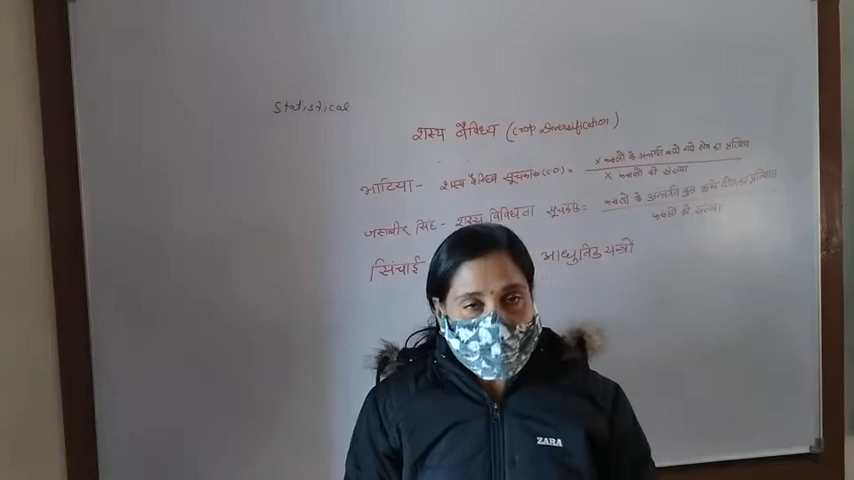 Statistical
शस्य वैविध्य (Crop Diversification)
भाटिया- शस्य वैविध्य सूचकांक (CD) = x फसलों के अन्तर्गत बोये गये क्षेत्र का प्रतिशत
x फसलों की संख्या
जसबीर सिंह- शस्य विविधता सूचकांक= फसलों के अन्तर्गत कुल का प्रतिशत
फसलों की संख्या
सिंचाई आधुनिक यन्त्रों
ZARA